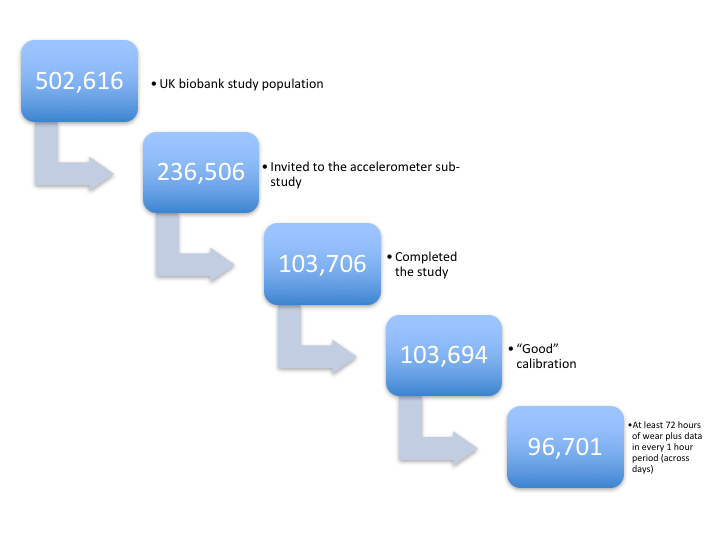 502,616
• UK biobank study population
236,506
• Invited to the accelerometer sub-
study
103,706
• Completed
the study
103,694
• “Good”
calibration
96,701
•At least 72 hours
of wear plus data
in every 1 hour
period (across
days)